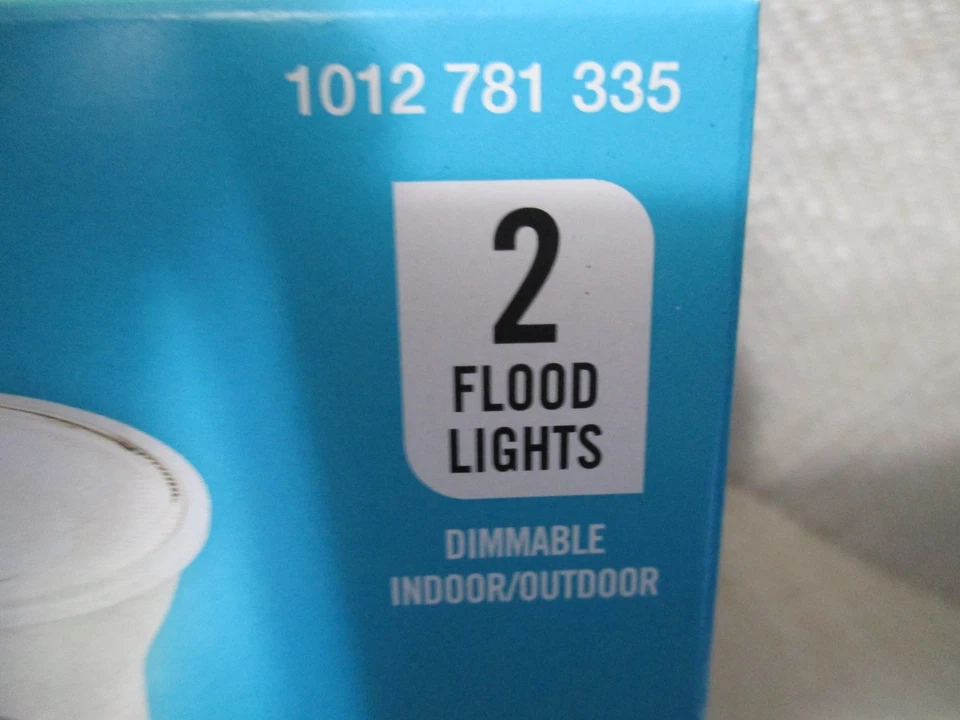 1012 781 335
2
FLOOD
LIGHTS
DIMMABLE
INDOOR/OUTDOOR